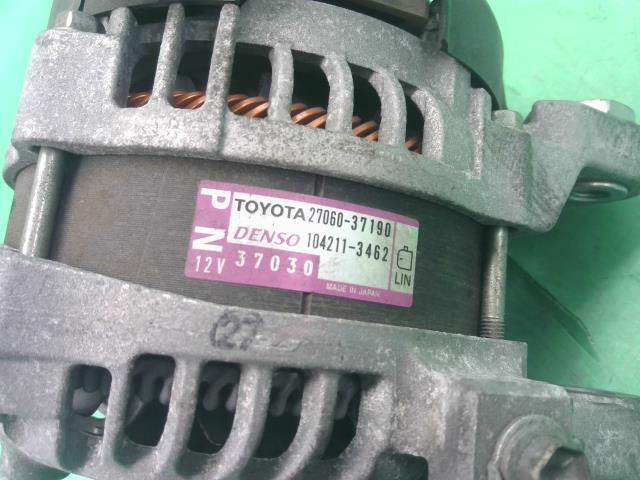 P N
TOYOTA 27060-37190
DENSO 104211-3462
12V 37030 LIN
MADE IN JAPAN
27